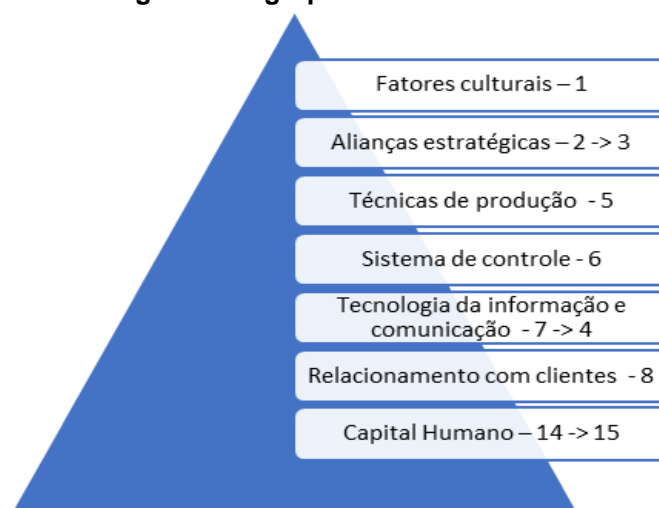 Fatores culturais – 1
Alianças estratégicas – 2 -> 3
Técnicas de produção - 5
Sistema de controle - 6
Tecnologia da informação e
comunicação - 7 -> 4
Relacionamento com clientes - 8
Capital Humano – 14 -> 15